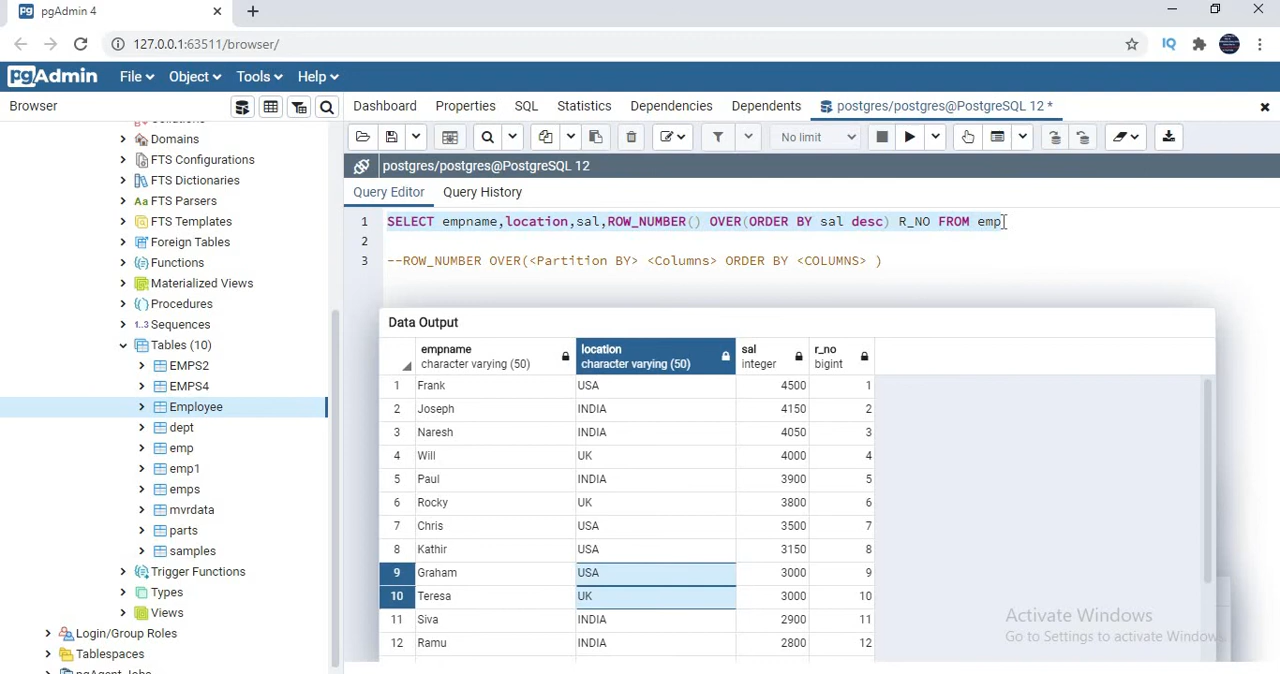 pgAdmin 4
127.0.0.1:63511/browser/
IQ
pgAdmin File Object Tools Help
Browser
Dashboard Properties SQL Statistics Dependencies Dependents postgres/postgres@PostgreSQL 12 *
No limit
postgres/postgres@PostgreSQL 12
Query Editor Query History
1 SELECT empname,location,sal,ROW_NUMBER() OVER(ORDER BY sal desc) R_NO FROM emp
2
3 --ROW_NUMBER OVER(<Partition BY> <Columns> ORDER BY <COLUMNS> )
Domains
FTS Configurations
FTS Dictionaries
Aa FTS Parsers
FTS Templates
Foreign Tables
Functions
Materialized Views
Procedures
1..3 Sequences
Tables (10)
EMPS2
EMPS4
Employee
dept
emp
emp1
emps
mvrdata
parts
samples
Trigger Functions
Types
Views
Login/Group Roles
Tablespaces
Data Output
empname character varying (50)
location character varying (50)
sal integer
r_no bigint
1 Frank USA 4500 1
2 Joseph INDIA 4150 2
3 Naresh INDIA 4050 3
4 Will UK 4000 4
5 Paul INDIA 3900 5
6 Rocky UK 3800 6
7 Chris USA 3500 7
8 Kathir USA 3150 8
9 Graham USA 3000 9
10 Teresa UK 3000 10
11 Siva INDIA 2900 11
12 Ramu INDIA 2800 12
Activate Windows
Go to Settings to activate Windows.